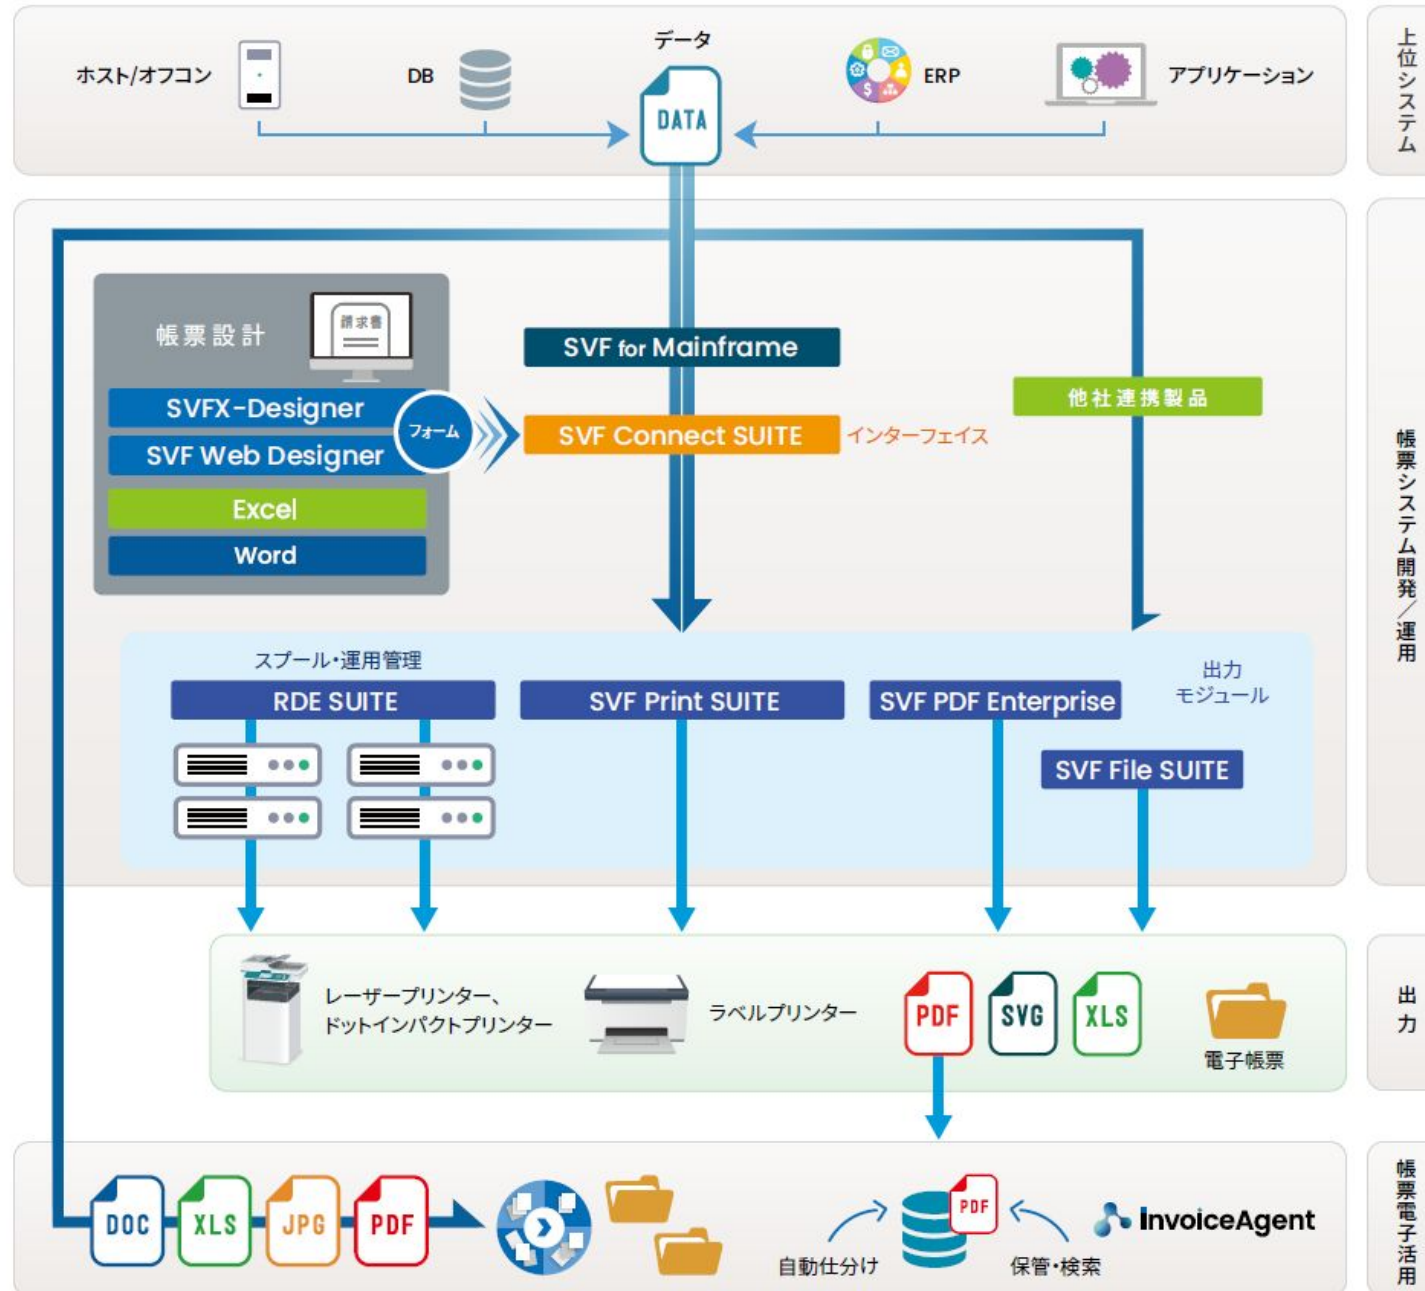 ホスト/オフコン
DB
データ
DATA
ERP
アプリケーション
上位システム
帳票設計
請求書
SVFX-Designer
SVF Web Designer
Excel
Word
フォーム
SVF for Mainframe
SVF Connect SUITE
インターフェイス
他社連携製品
帳票システム開発／運用
スプール・運用管理
RDE SUITE
SVF Print SUITE
SVF PDF Enterprise
出力
モジュール
SVF File SUITE
レーザープリンター、
ドットインパクトプリンター
ラベルプリンター
PDF
SVG
XLS
電子帳票
出力
DOC
XLS
JPG
PDF
自動仕分け
PDF
保管・検索
invoiceAgent
帳票電子活用